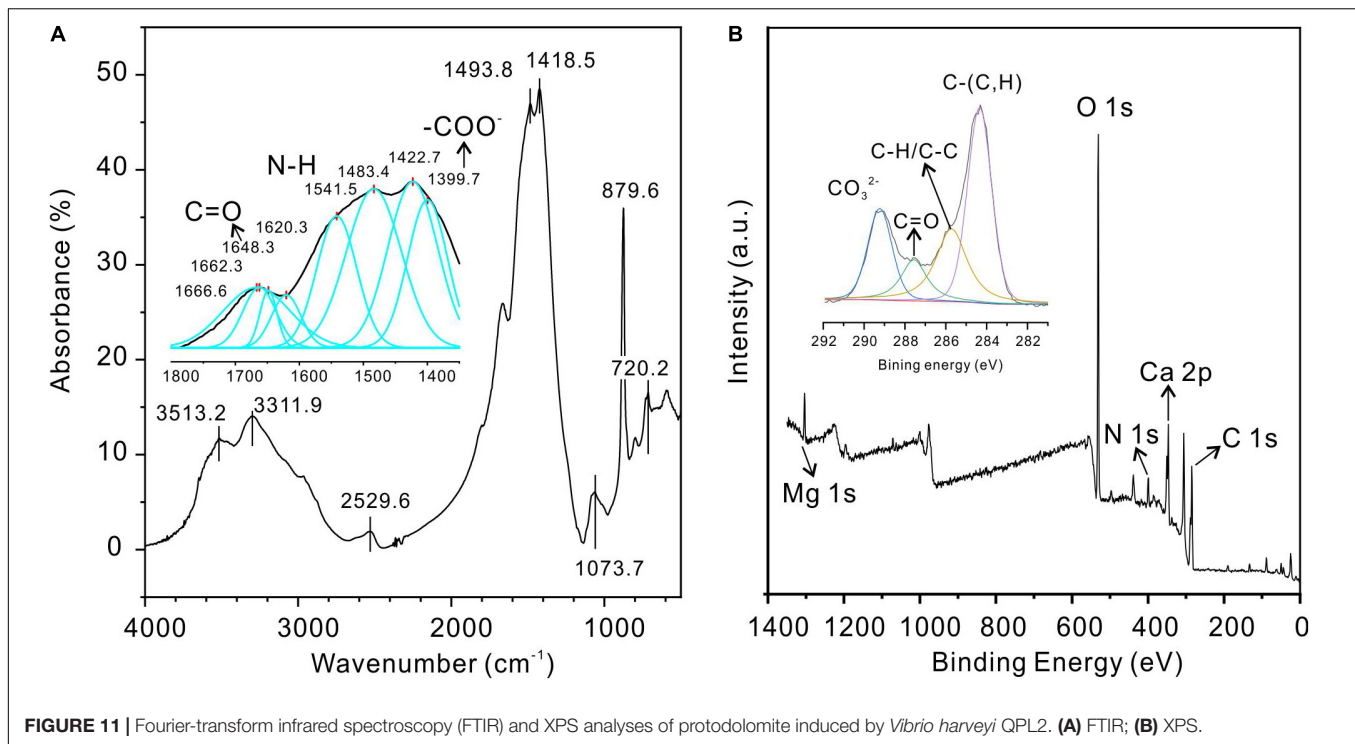 A
50
40
30
20
10
0
Absorbance (%)
1493.8
1418.5
-COO⁻
N-H
1483.4
1422.7
1541.5
1399.7
C=O
1620.3
1648.3
1662.3
1666.6
1800
1700
1600
1500
1400
879.6
720.2
3513.2
3311.9
2529.6
1073.7
4000
3000
2000
1000
Wavenumber (cm⁻¹)
B
Intensity (a.u.)
C-(C,H)
C-H/C-C
CO₃²⁻
C=O
292
290
288
286
284
282
Bining energy (eV)
O 1s
Ca 2p
N 1s
C 1s
Mg 1s
1400
1200
1000
800
600
400
200
0
Binding Energy (eV)
FIGURE 11 | Fourier-transform infrared spectroscopy (FTIR) and XPS analyses of protodolomite induced by Vibrio harveyi QPL2. (A) FTIR; (B) XPS.